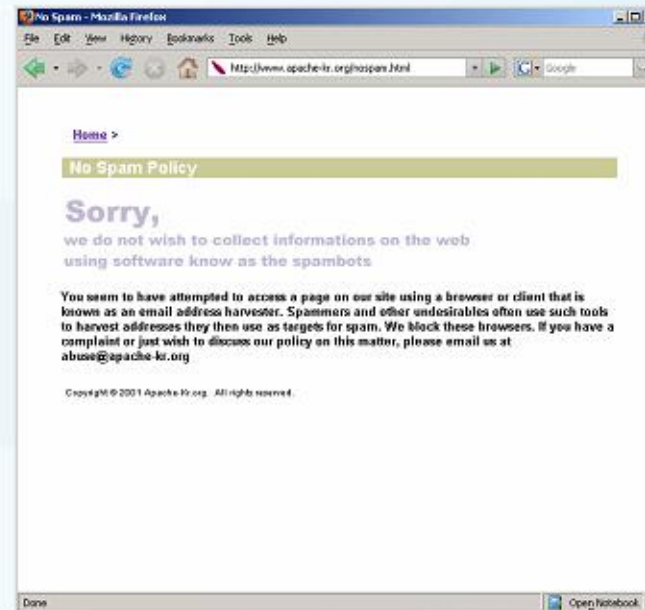 No Spam - Mozilla Firefox
File Edit View History Bookmarks Tools Help
http://www.apache-kr.org/nospam.html
Google
Home >
No Spam Policy
Sorry,
we do not wish to collect informations on the web
using software know as the spambots
You seem to have attempted to access a page on our site using a browser or client that is
known as an email address harvester. Spammers and other undesirables often use such tools
to harvest addresses they then use as targets for spam. We block these browsers. If you have a
complaint or just wish to discuss our policy on this matter, please email us at
abuse@apache-kr.org
Copyright © 2001 Apache-Kr.org. All rights reserved.
Done
Open Notebook